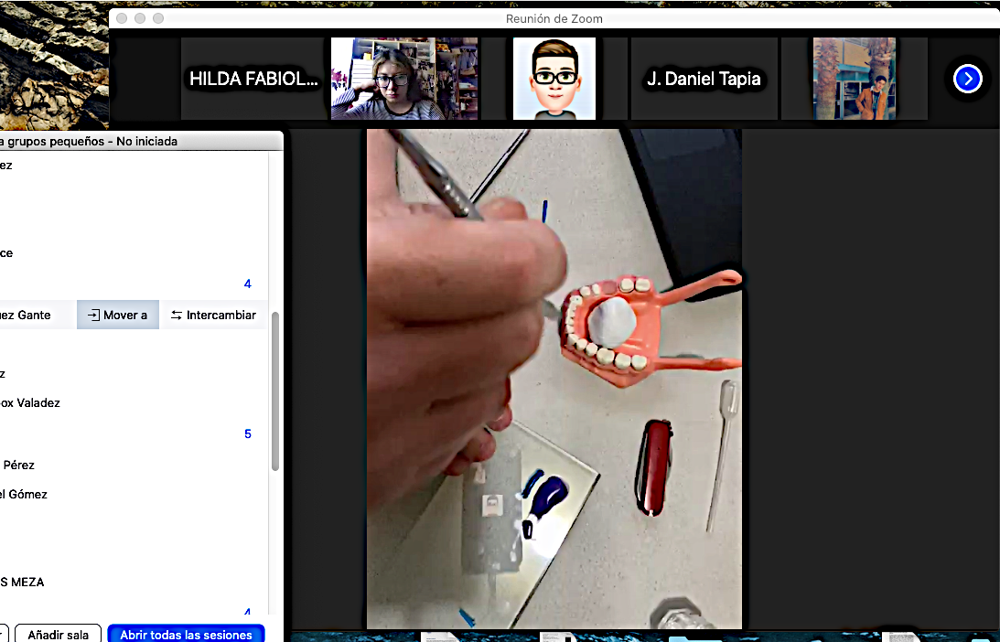 Reunión de Zoom
HILDA FABIOL...
J. Daniel Tapia
a grupos pequeños - No iniciada
ez
ce
4
ez Gante
Mover a
Intercambiar
z
ox Valadez
5
Pérez
el Gómez
S MEZA
4
Añadir sala
Abrir todas las sesiones